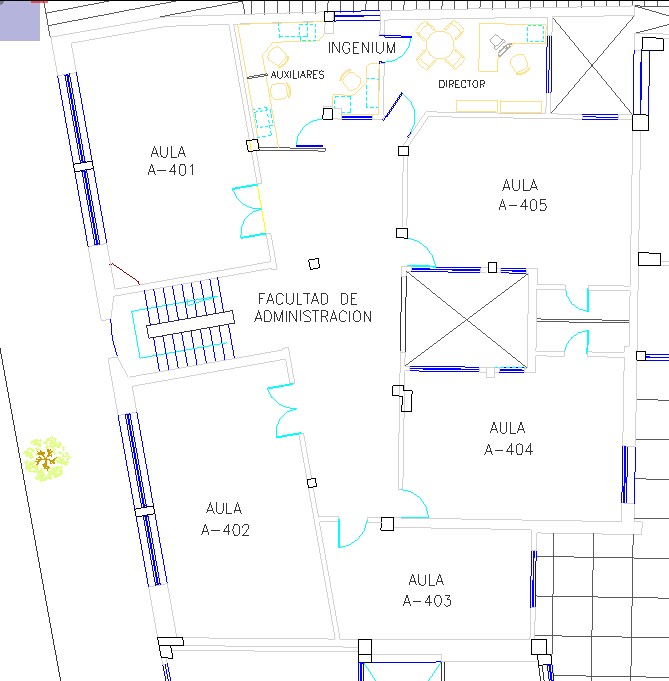 INGENIUM
AUXILIARES
DIRECTOR
AULA
A-401
AULA
A-405
FACULTAD DE
ADMINISTRACION
AULA
A-404
AULA
A-402
AULA
A-403